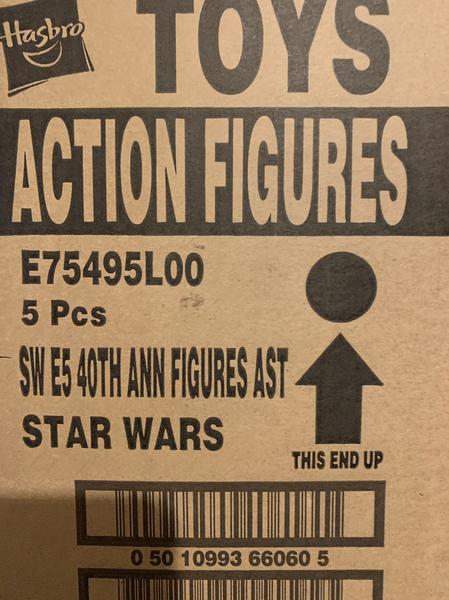 Hasbro
TOYS
ACTION FIGURES
E75495L00
5 Pcs
SW E5 40TH ANN FIGURES AST
STAR WARS
THIS END UP
0 50 10993 66060 5